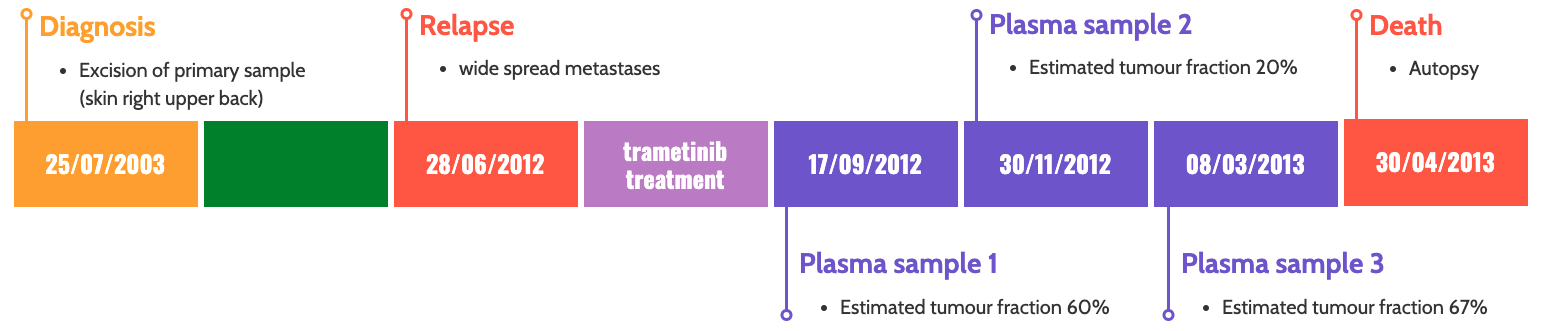 Diagnosis
• Excision of primary sample
(skin right upper back)
Relapse
• wide spread metastases
Plasma sample 2
• Estimated tumour fraction 20%
Death
• Autopsy
25/07/2003
28/06/2012
trametinib
treatment
17/09/2012
30/11/2012
08/03/2013
30/04/2013
Plasma sample 1
• Estimated tumour fraction 60%
Plasma sample 3
• Estimated tumour fraction 67%